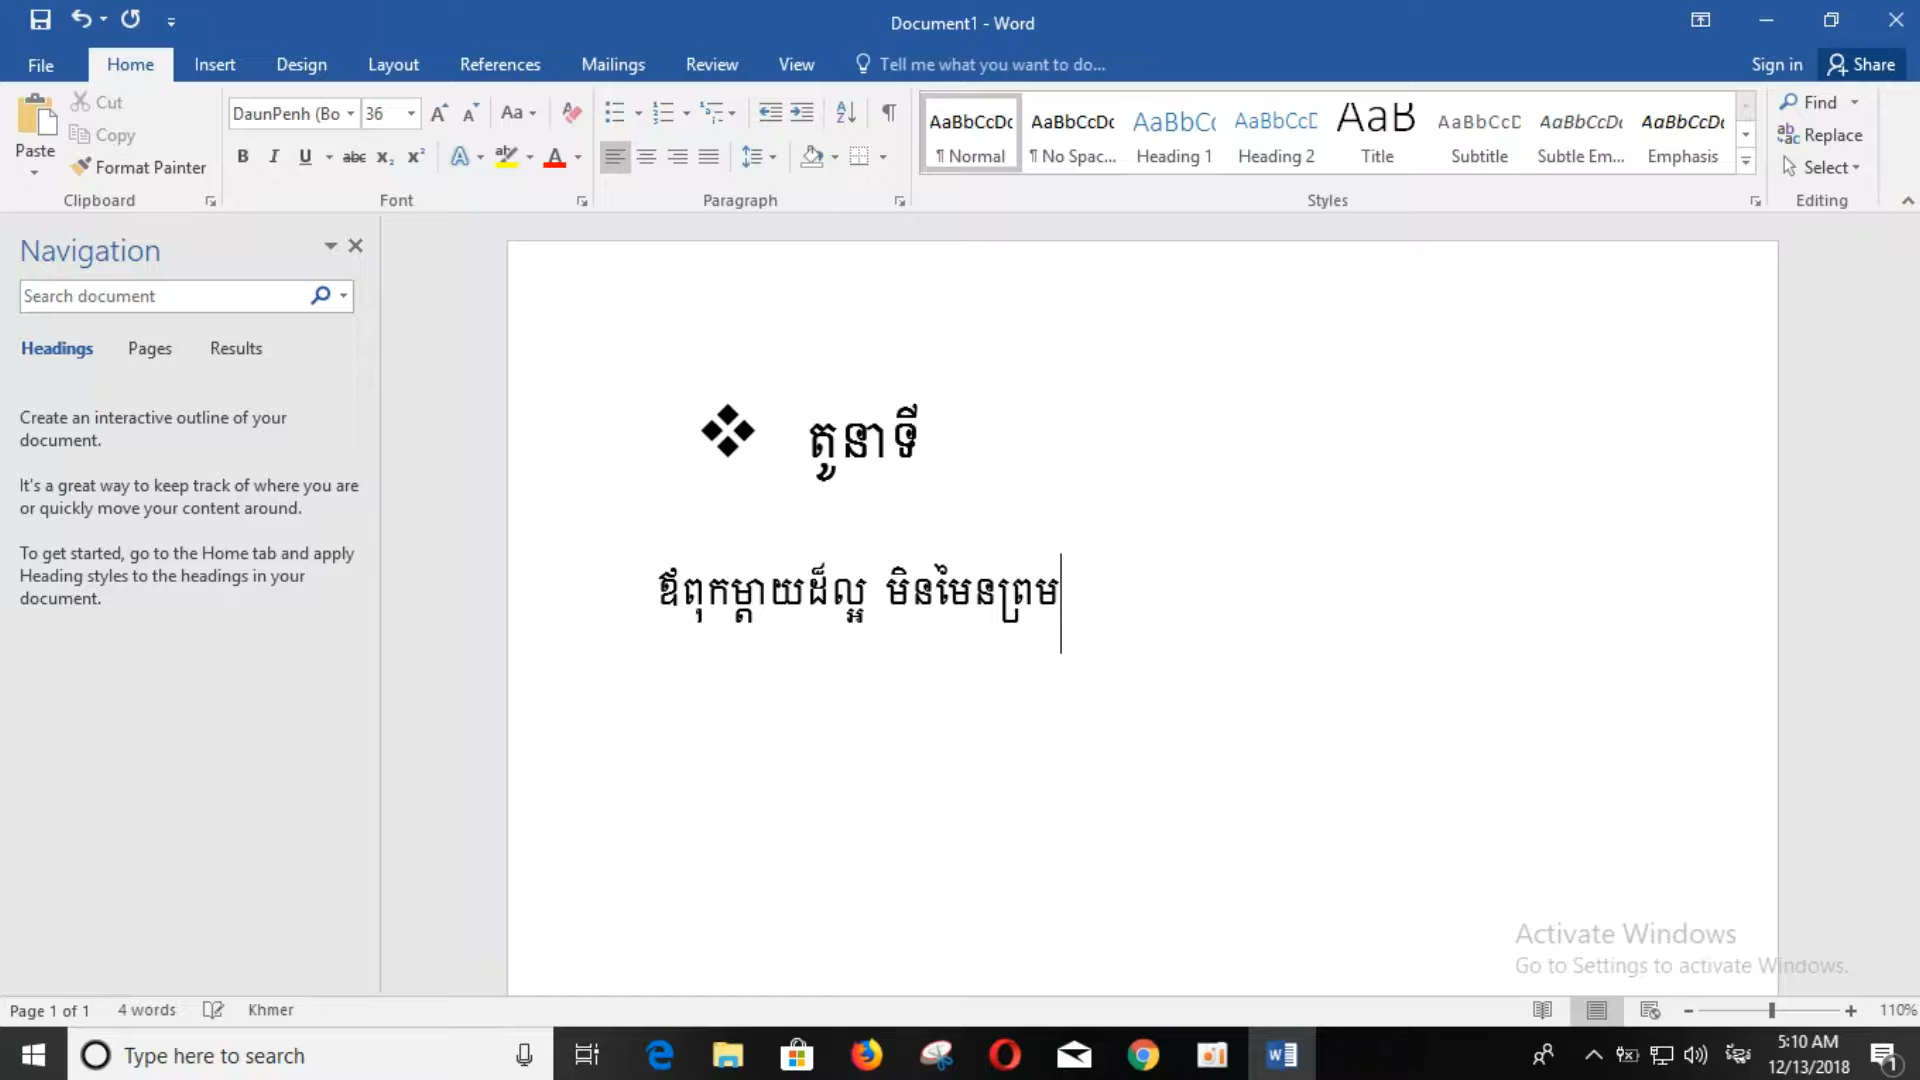 Document1 - Word
File Home Insert Design Layout References Mailings Review View Tell me what you want to do... Sign in Share
Paste
Cut
Copy
Format Painter
Clipboard
DaunPenh (Bo 36
Font
Paragraph
AaBbCcDc AaBbCcDc AaBbCc AaBbCcD AaB AaBbCcD AaBbCcDc AaBbCcDc
¶ Normal ¶ No Spac... Heading 1 Heading 2 Title Subtitle Subtle Em... Emphasis
Styles
Find
Replace
Select
Editing
Navigation
Search document
Headings Pages Results
Create an interactive outline of your
document.
It's a great way to keep track of where you are
or quickly move your content around.
To get started, go to the Home tab and apply
Heading styles to the headings in your
document.
❖ តួនាទី
ឪពុកម្ដាយដ៏ល្អ មិនមែនព្រម
Activate Windows
Go to Settings to activate Windows.
Page 1 of 1 4 words Khmer 110%
Type here to search
5:10 AM
12/13/2018
1